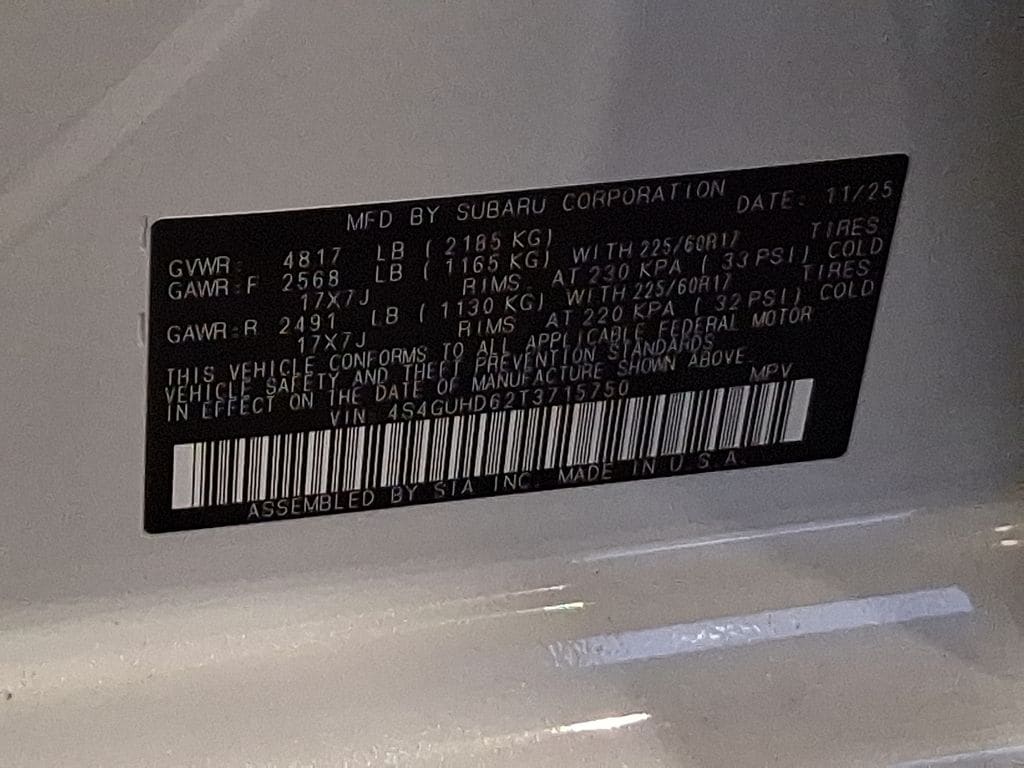 MFD BY SUBARU CORPORATION DATE: 11/25
GVWR: 4817 LB ( 2185 KG)
GAWR:F 2568 LB ( 1165 KG) WITH 225/60R17 TIRES
17X7J RIMS AT 230 KPA ( 33 PSI) COLD
GAWR:R 2491 LB ( 1130 KG) WITH 225/60R17 TIRES
17X7J RIMS AT 220 KPA ( 32 PSI) COLD
THIS VEHICLE CONFORMS TO ALL APPLICABLE FEDERAL MOTOR
VEHICLE SAFETY AND THEFT PREVENTION STANDARDS
IN EFFECT ON THE DATE OF MANUFACTURE SHOWN ABOVE.
VIN 4S4GUHD62T3715750 MPV
ASSEMBLED BY SIA INC. MADE IN U.S.A.